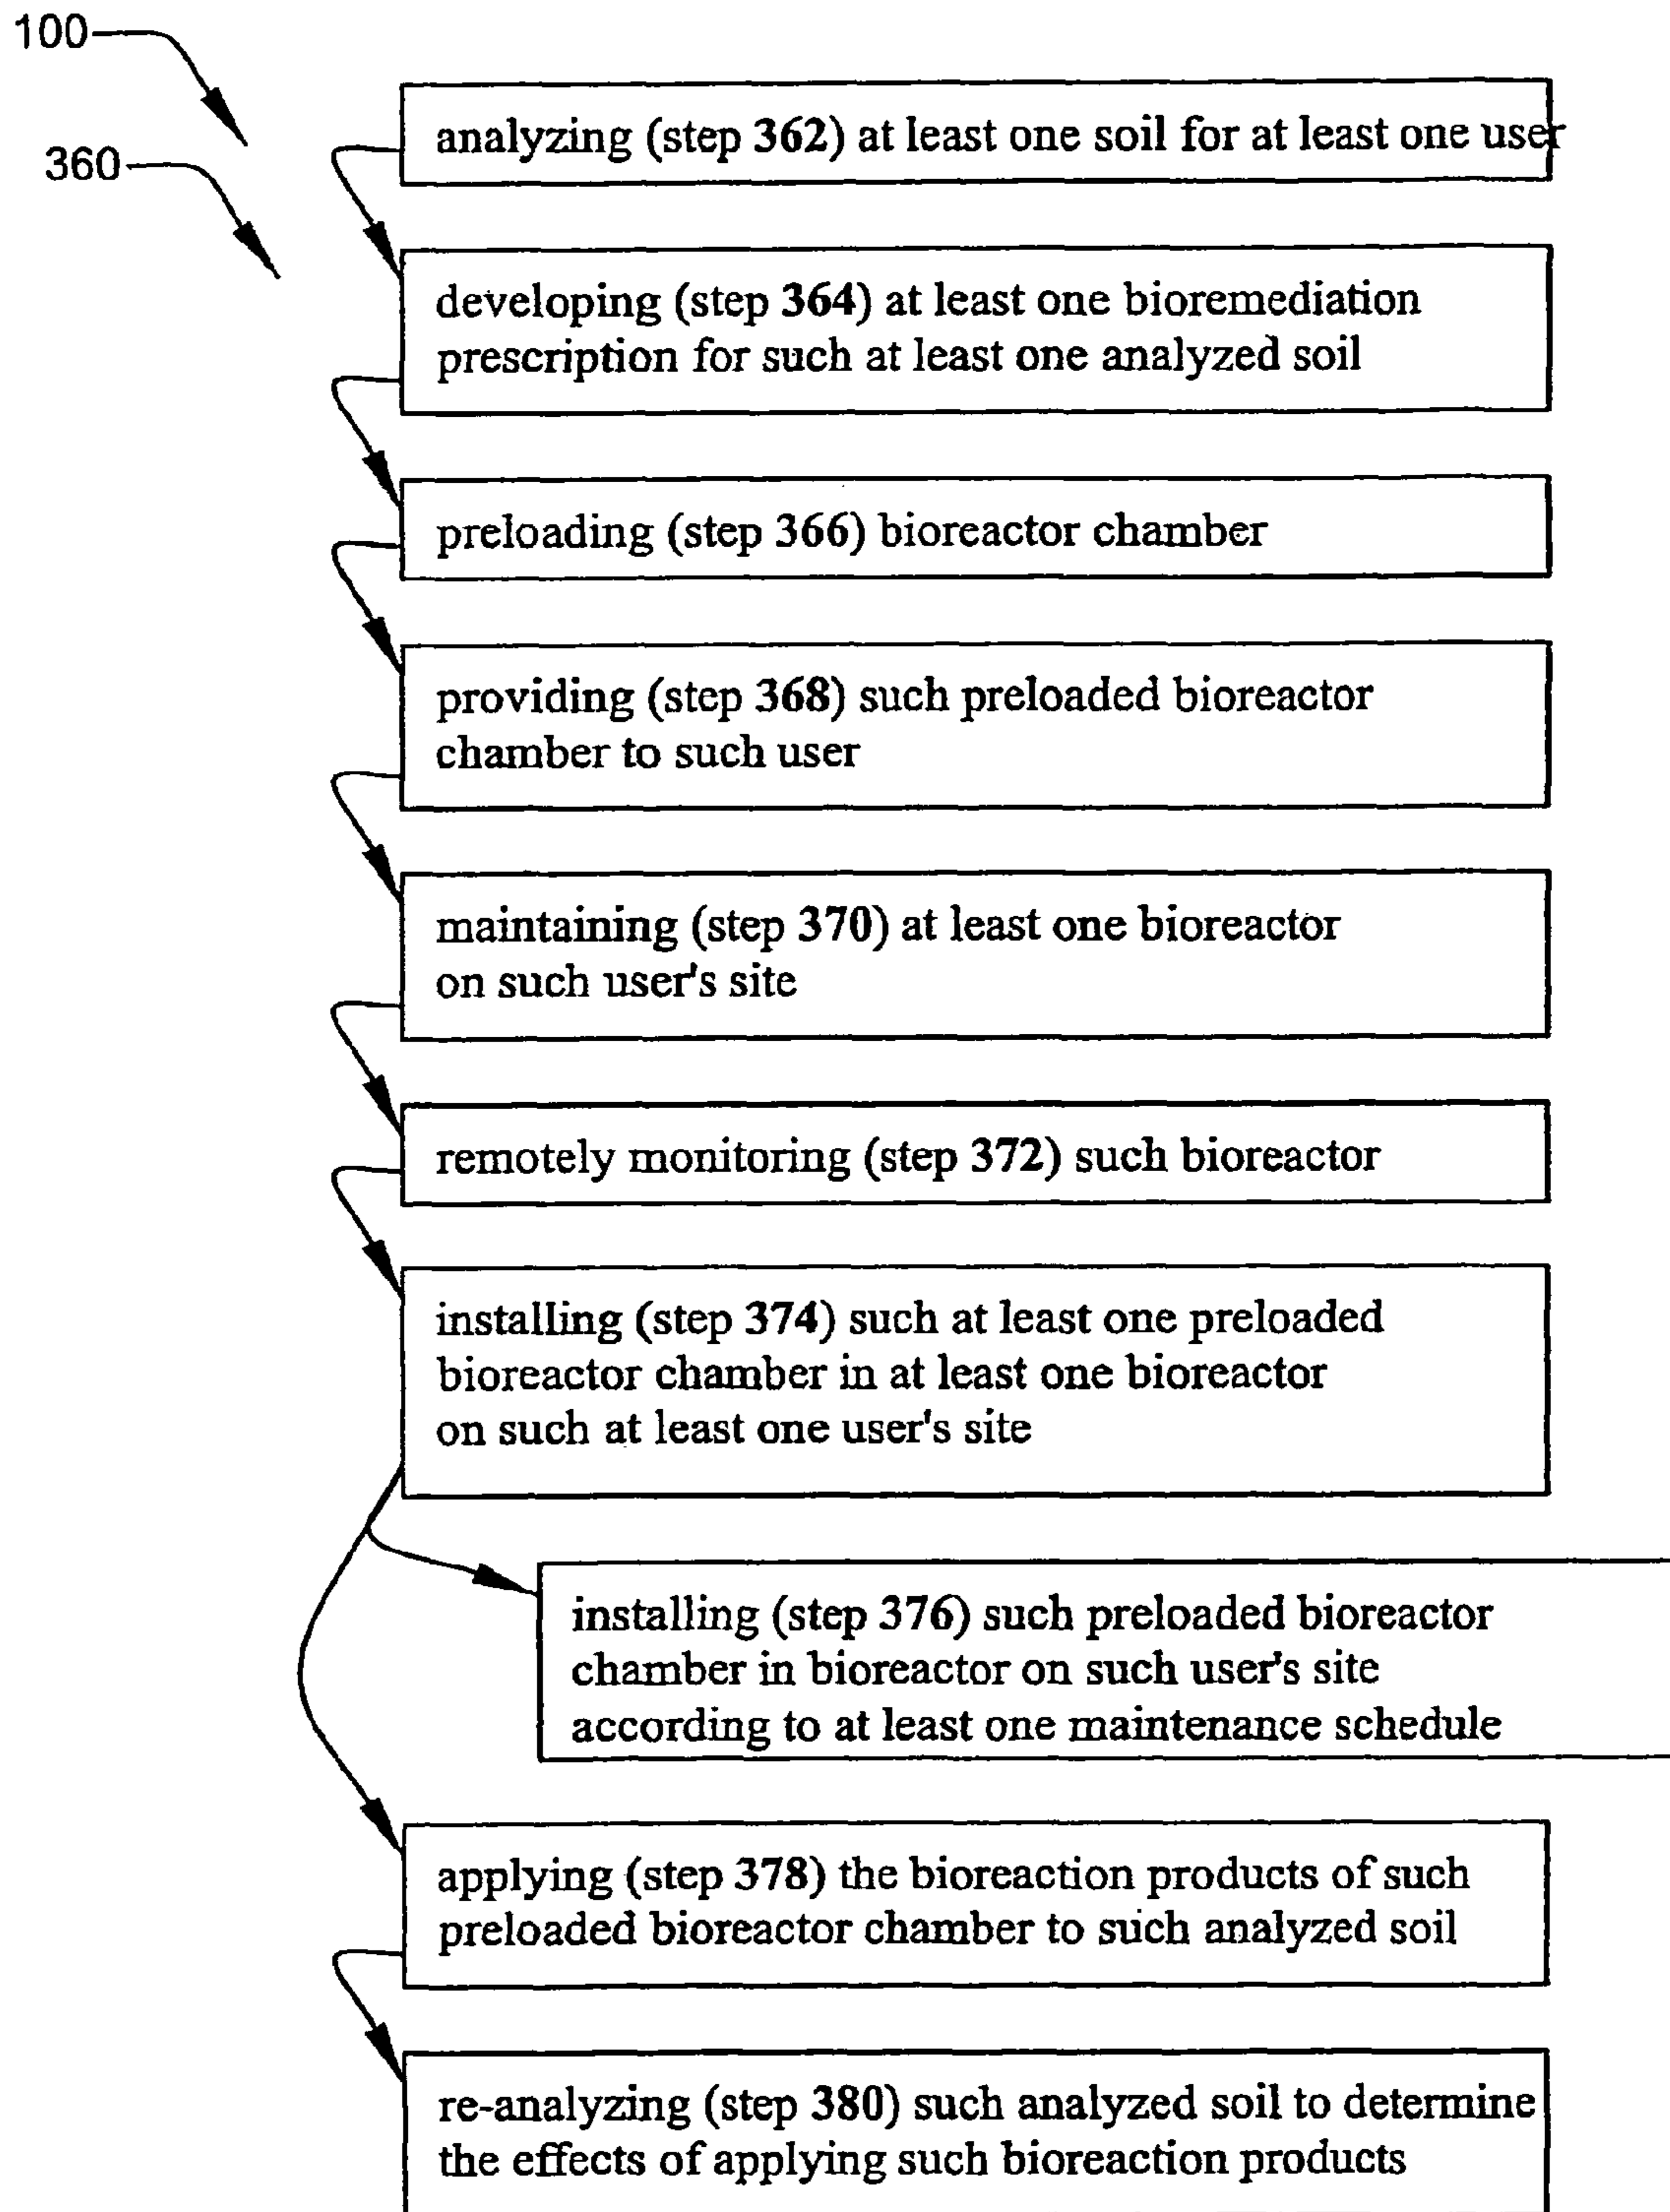 100
360
analyzing (step 362) at least one soil for at least one user
developing (step 364) at least one bioremediation
prescription for such at least one analyzed soil
preloading (step 366) bioreactor chamber
providing (step 368) such preloaded bioreactor
chamber to such user
maintaining (step 370) at least one bioreactor
on such user's site
remotely monitoring (step 372) such bioreactor
installing (step 374) such at least one preloaded
bioreactor chamber in at least one bioreactor
on such at least one user's site
installing (step 376) such preloaded bioreactor
chamber in bioreactor on such user's site
according to at least one maintenance schedule
applying (step 378) the bioreaction products of such
preloaded bioreactor chamber to such analyzed soil
re-analyzing (step 380) such analyzed soil to determine
the effects of applying such bioreaction products